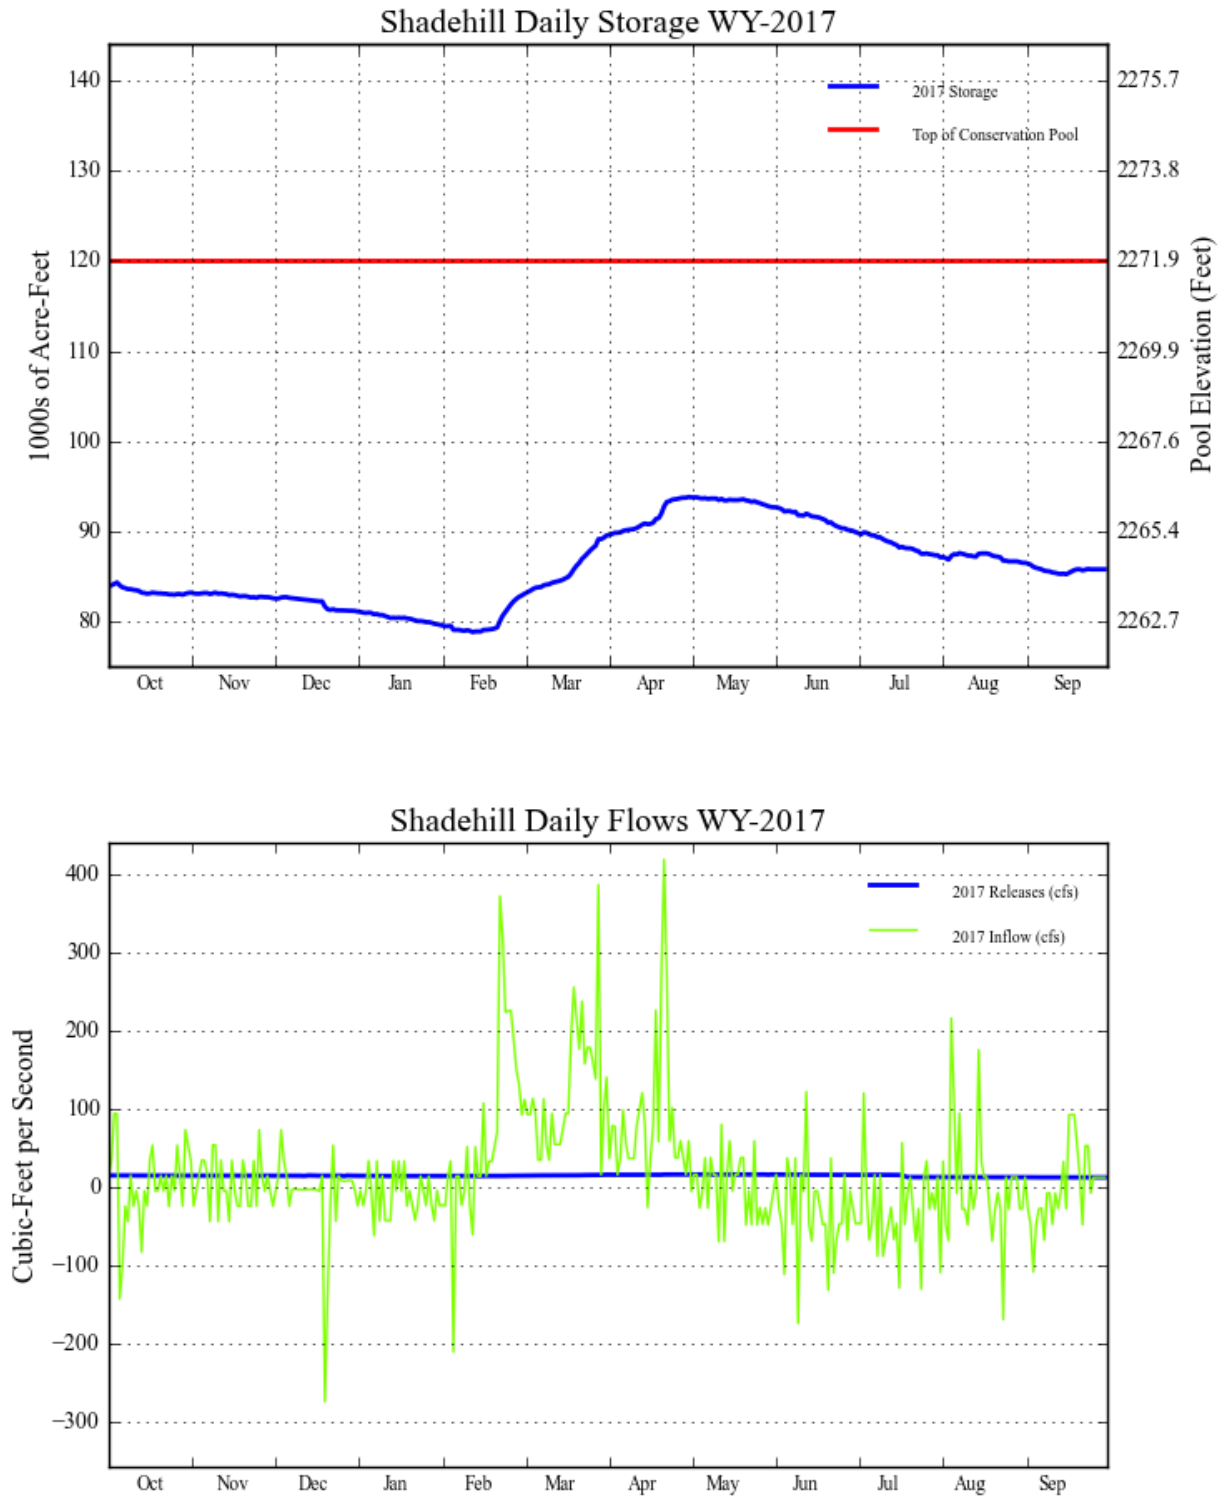 Shadehill Daily Storage WY-2017
140
130
120
110
100
90
80
1000s of Acre-Feet
2275.7
2273.8
2271.9
2269.9
2267.6
2265.4
2262.7
Pool Elevation (Feet)
2017 Storage
Top of Conservation Pool
Oct Nov Dec Jan Feb Mar Apr May Jun Jul Aug Sep
Shadehill Daily Flows WY-2017
400
300
200
100
0
−100
−200
−300
Cubic-Feet per Second
2017 Releases (cfs)
2017 Inflow (cfs)
Oct Nov Dec Jan Feb Mar Apr May Jun Jul Aug Sep